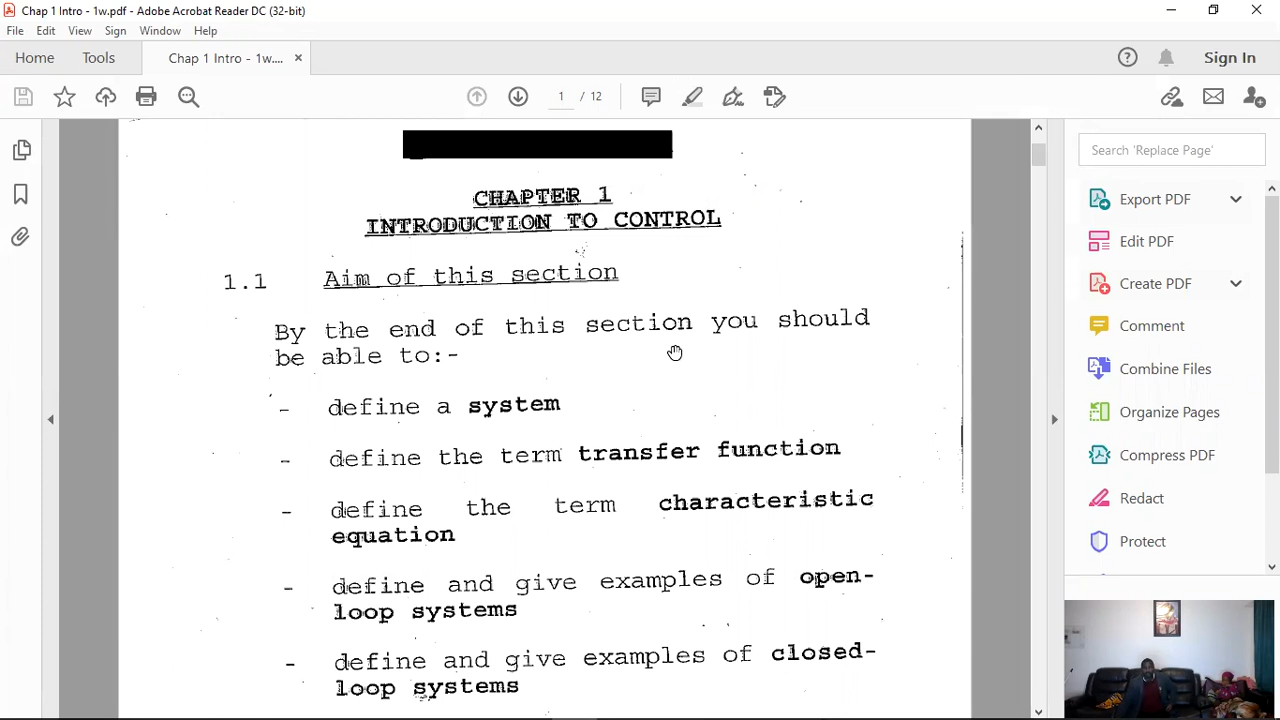 Chap 1 Intro - 1w.pdf - Adobe Acrobat Reader DC (32-bit)
File Edit View Sign Window Help
Home Tools Chap 1 Intro - 1w.... × Sign In
1 / 12
CHAPTER 1
INTRODUCTION TO CONTROL
1.1 Aim of this section
By the end of this section you should
be able to:-
- define a system
- define the term transfer function
- define the term characteristic
equation
- define and give examples of open-
loop systems
- define and give examples of closed-
loop systems
Search 'Replace Page'
Export PDF
Edit PDF
Create PDF
Comment
Combine Files
Organize Pages
Compress PDF
Redact
Protect